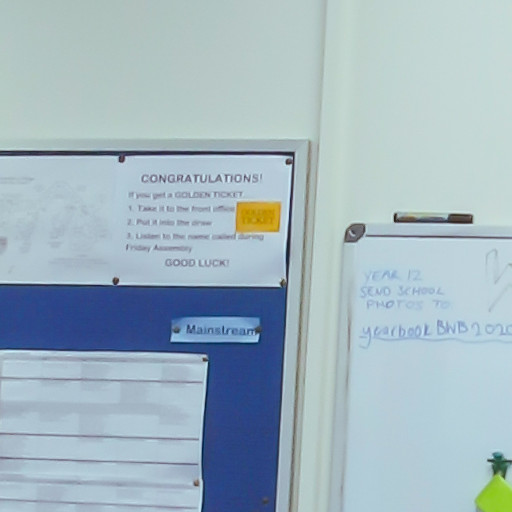 CONGRATULATIONS!
If you get a GOLDEN TICKET
1. Take it to the front office
2. Put it into the draw
3. Listen to the name called during
Friday Assembly
GOOD LUCK!
GOLDEN
TICKET
Mainstream
YEAR 12
SEND SCHOOL
PHOTOS TO
yearbookBWB2020